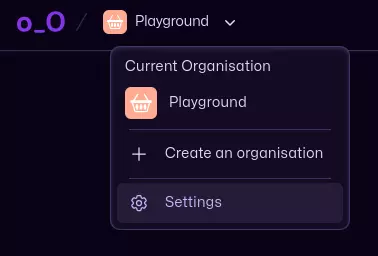 o_O / Playground
Current Organisation
Playground
Create an organisation
Settings